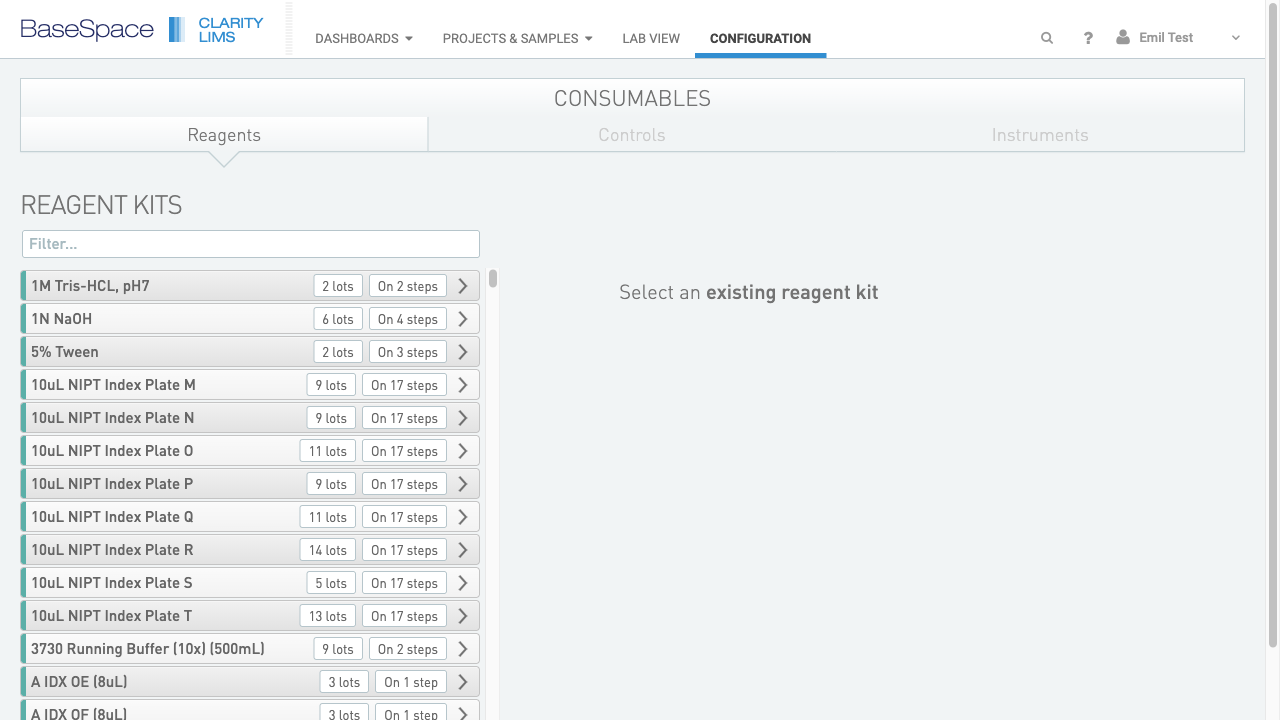 BaseSpace CLARITY LIMS
DASHBOARDS PROJECTS & SAMPLES LAB VIEW CONFIGURATION ? Emil Test
CONSUMABLES
Reagents Controls Instruments
REAGENT KITS
Filter...
Select an existing reagent kit
1M Tris-HCL, pH7 2 lots On 2 steps
1N NaOH 6 lots On 4 steps
5% Tween 2 lots On 3 steps
10uL NIPT Index Plate M 9 lots On 17 steps
10uL NIPT Index Plate N 9 lots On 17 steps
10uL NIPT Index Plate O 11 lots On 17 steps
10uL NIPT Index Plate P 9 lots On 17 steps
10uL NIPT Index Plate Q 11 lots On 17 steps
10uL NIPT Index Plate R 14 lots On 17 steps
10uL NIPT Index Plate S 5 lots On 17 steps
10uL NIPT Index Plate T 13 lots On 17 steps
3730 Running Buffer (10x) (500mL) 9 lots On 2 steps
A IDX OE (8uL) 3 lots On 1 step
A IDX OF (8uL) 3 lots On 1 step